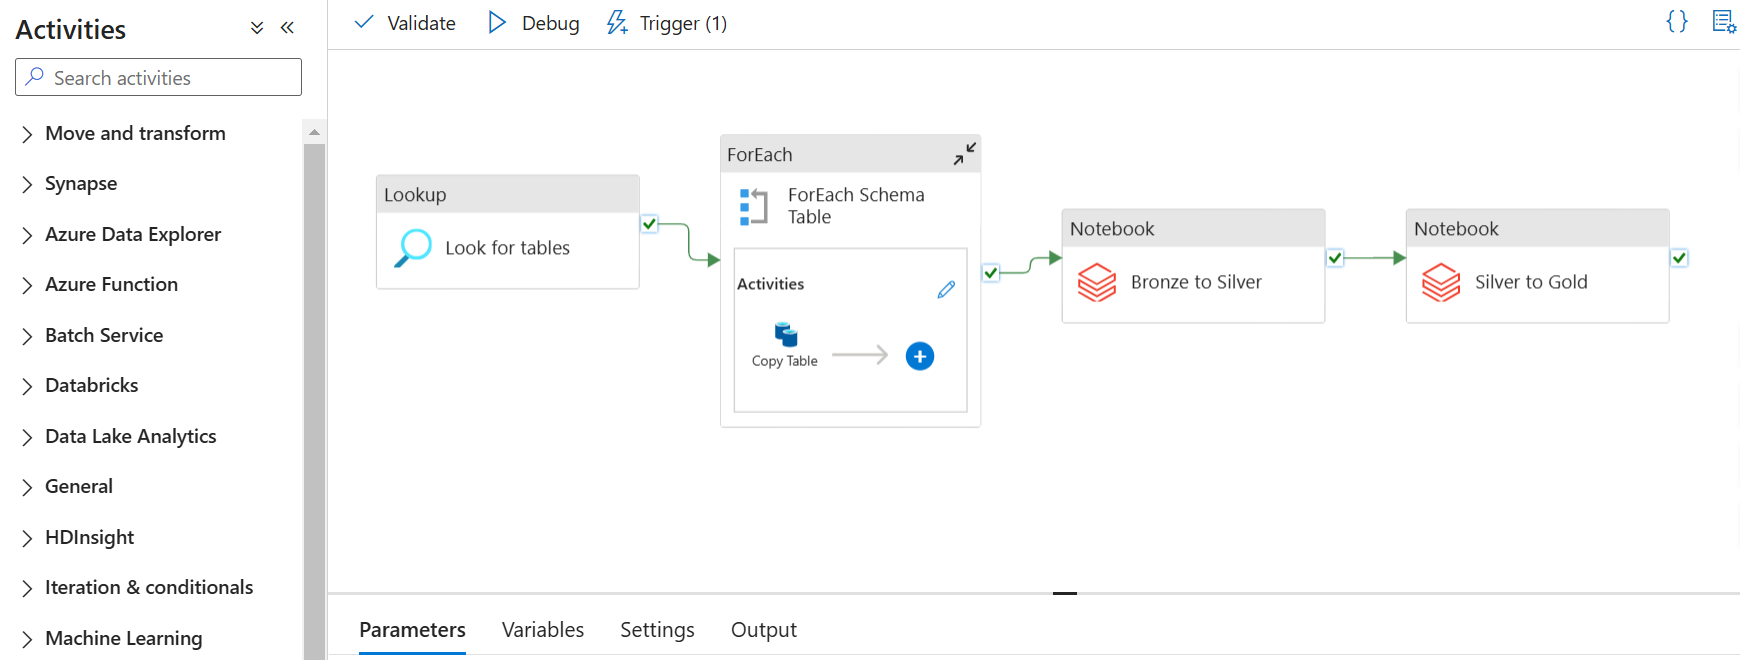 Activities
Search activities
Move and transform
Synapse
Azure Data Explorer
Azure Function
Batch Service
Databricks
Data Lake Analytics
General
HDInsight
Iteration & conditionals
Machine Learning
Validate
Debug
Trigger (1)
Lookup
Look for tables
ForEach
ForEach Schema
Table
Activities
Copy Table
Notebook
Bronze to Silver
Notebook
Silver to Gold
Parameters
Variables
Settings
Output